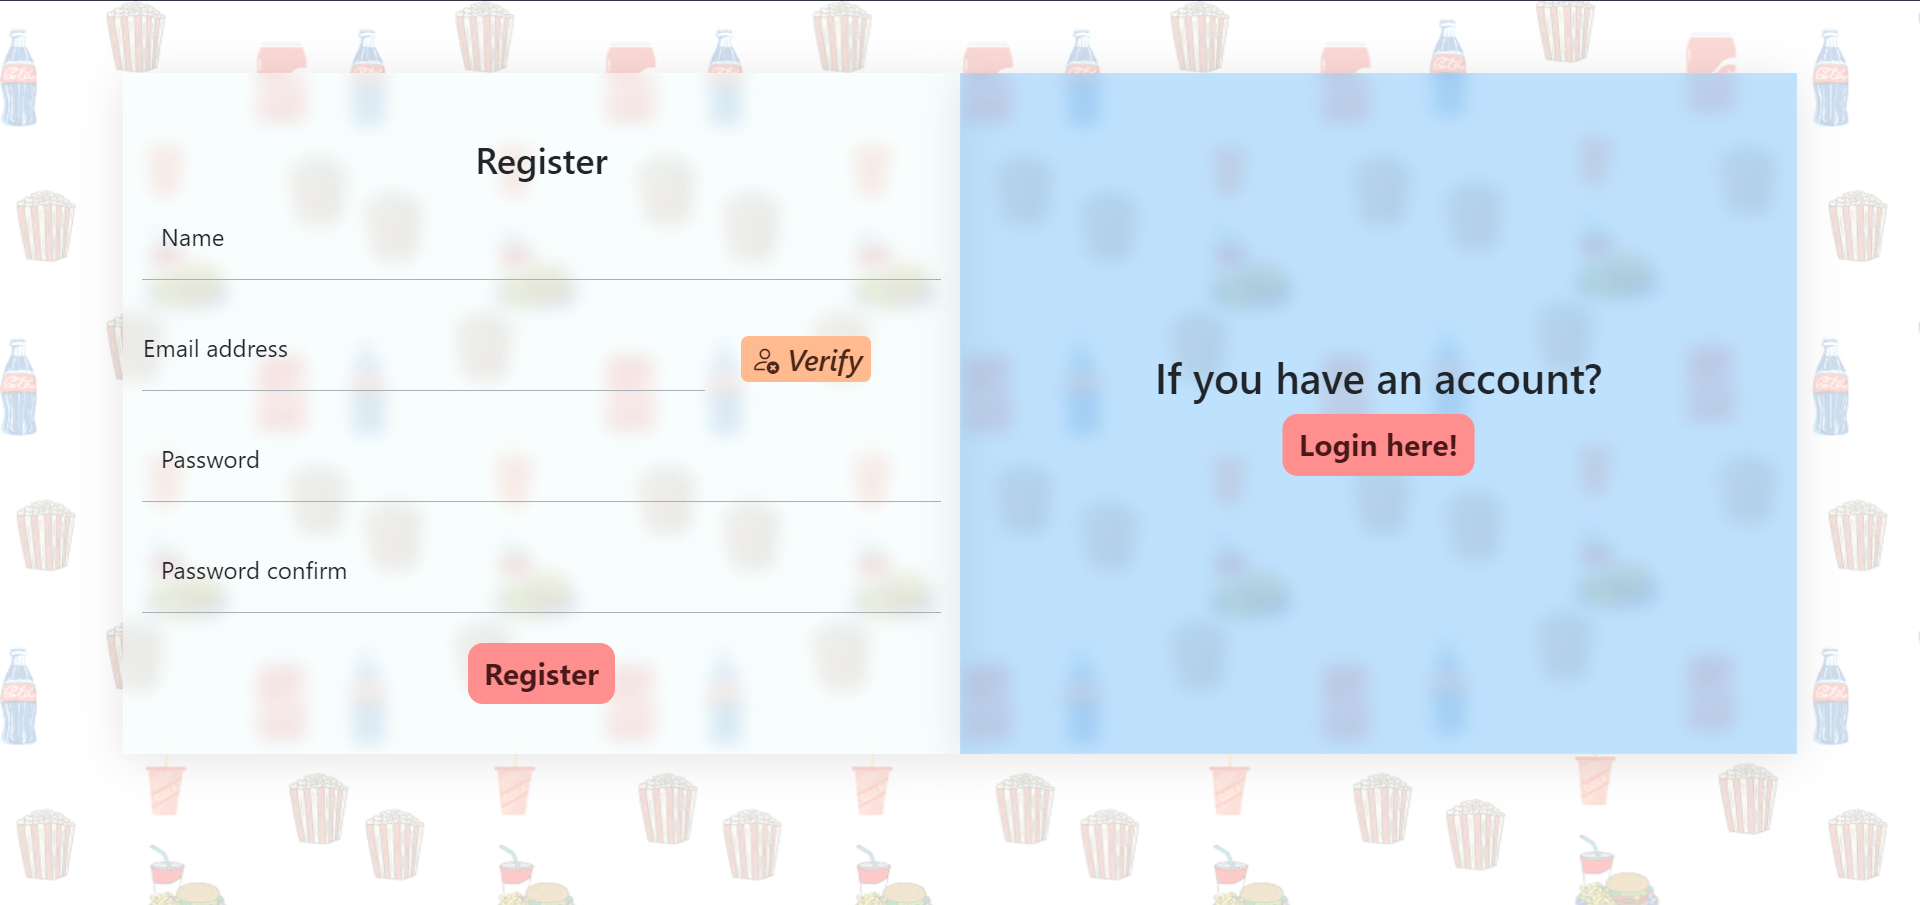 Register
Name
Email address
Verify
Password
Password confirm
Register
If you have an account?
Login here!